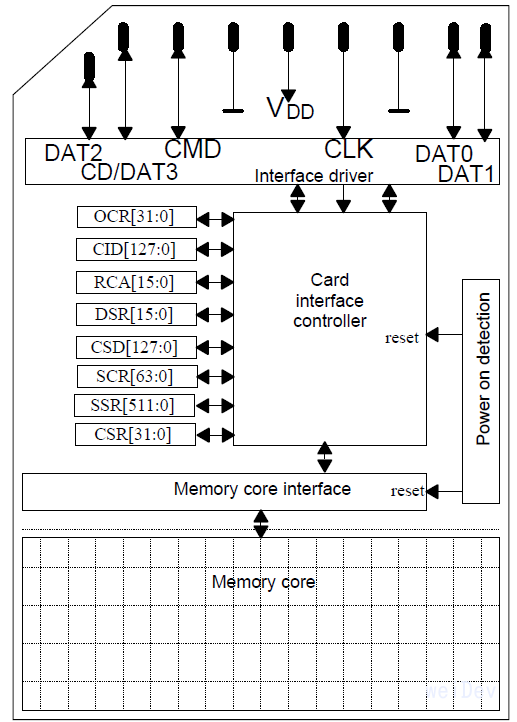 VDD
DAT2
CMD
CLK
DAT0
CD/DAT3
Interface driver
DAT1
OCR[31:0]
CID[127:0]
RCA[15:0]
DSR[15:0]
CSD[127:0]
SCR[63:0]
SSR[511:0]
CSR[31:0]
Card
interface
controller
reset
Power on detection
Memory core interface
reset
Memory core